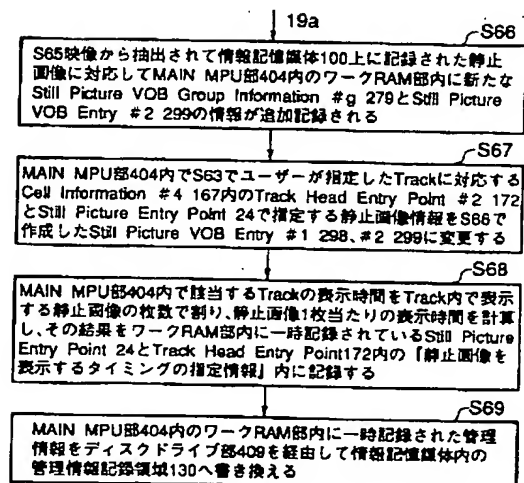 19a
S66
S65映像から抽出されて情報記憶媒体100上に記録された静止
画像に対応してMAIN MPU部404内のワークRAM部内に新たな
Still Picture VOB Group Information #g 279とStill Picture
VOB Entry #2 299の情報が追加記録される
S67
MAIN MPU部404内でS63でユーザーが指定したTrackに対応する
Cell Information #4 167内のTrack Head Entry Point #2 172
とStill Picture Entry Point 24で指定する静止画像情報をS66で
作成したStill Picture VOB Entry #1 298、#2 299に変更する
S68
MAIN MPU部404内で該当するTrackの表示時間をTrack内で表示
する静止画像の枚数で割り、静止画像1枚当たりの表示時間を計算
し、その結果をワークRAM部内に一時記録されているStill Picture
Entry Point 24とTrack Head Entry Point172内の「静止画像を
表示するタイミングの指定情報」内に記録する
S69
MAIN MPU部404内のワークRAM部内に一時記録された管理
情報をディスクドライブ部409を経由して情報記憶媒体内の
管理情報記録領域130へ書き換える